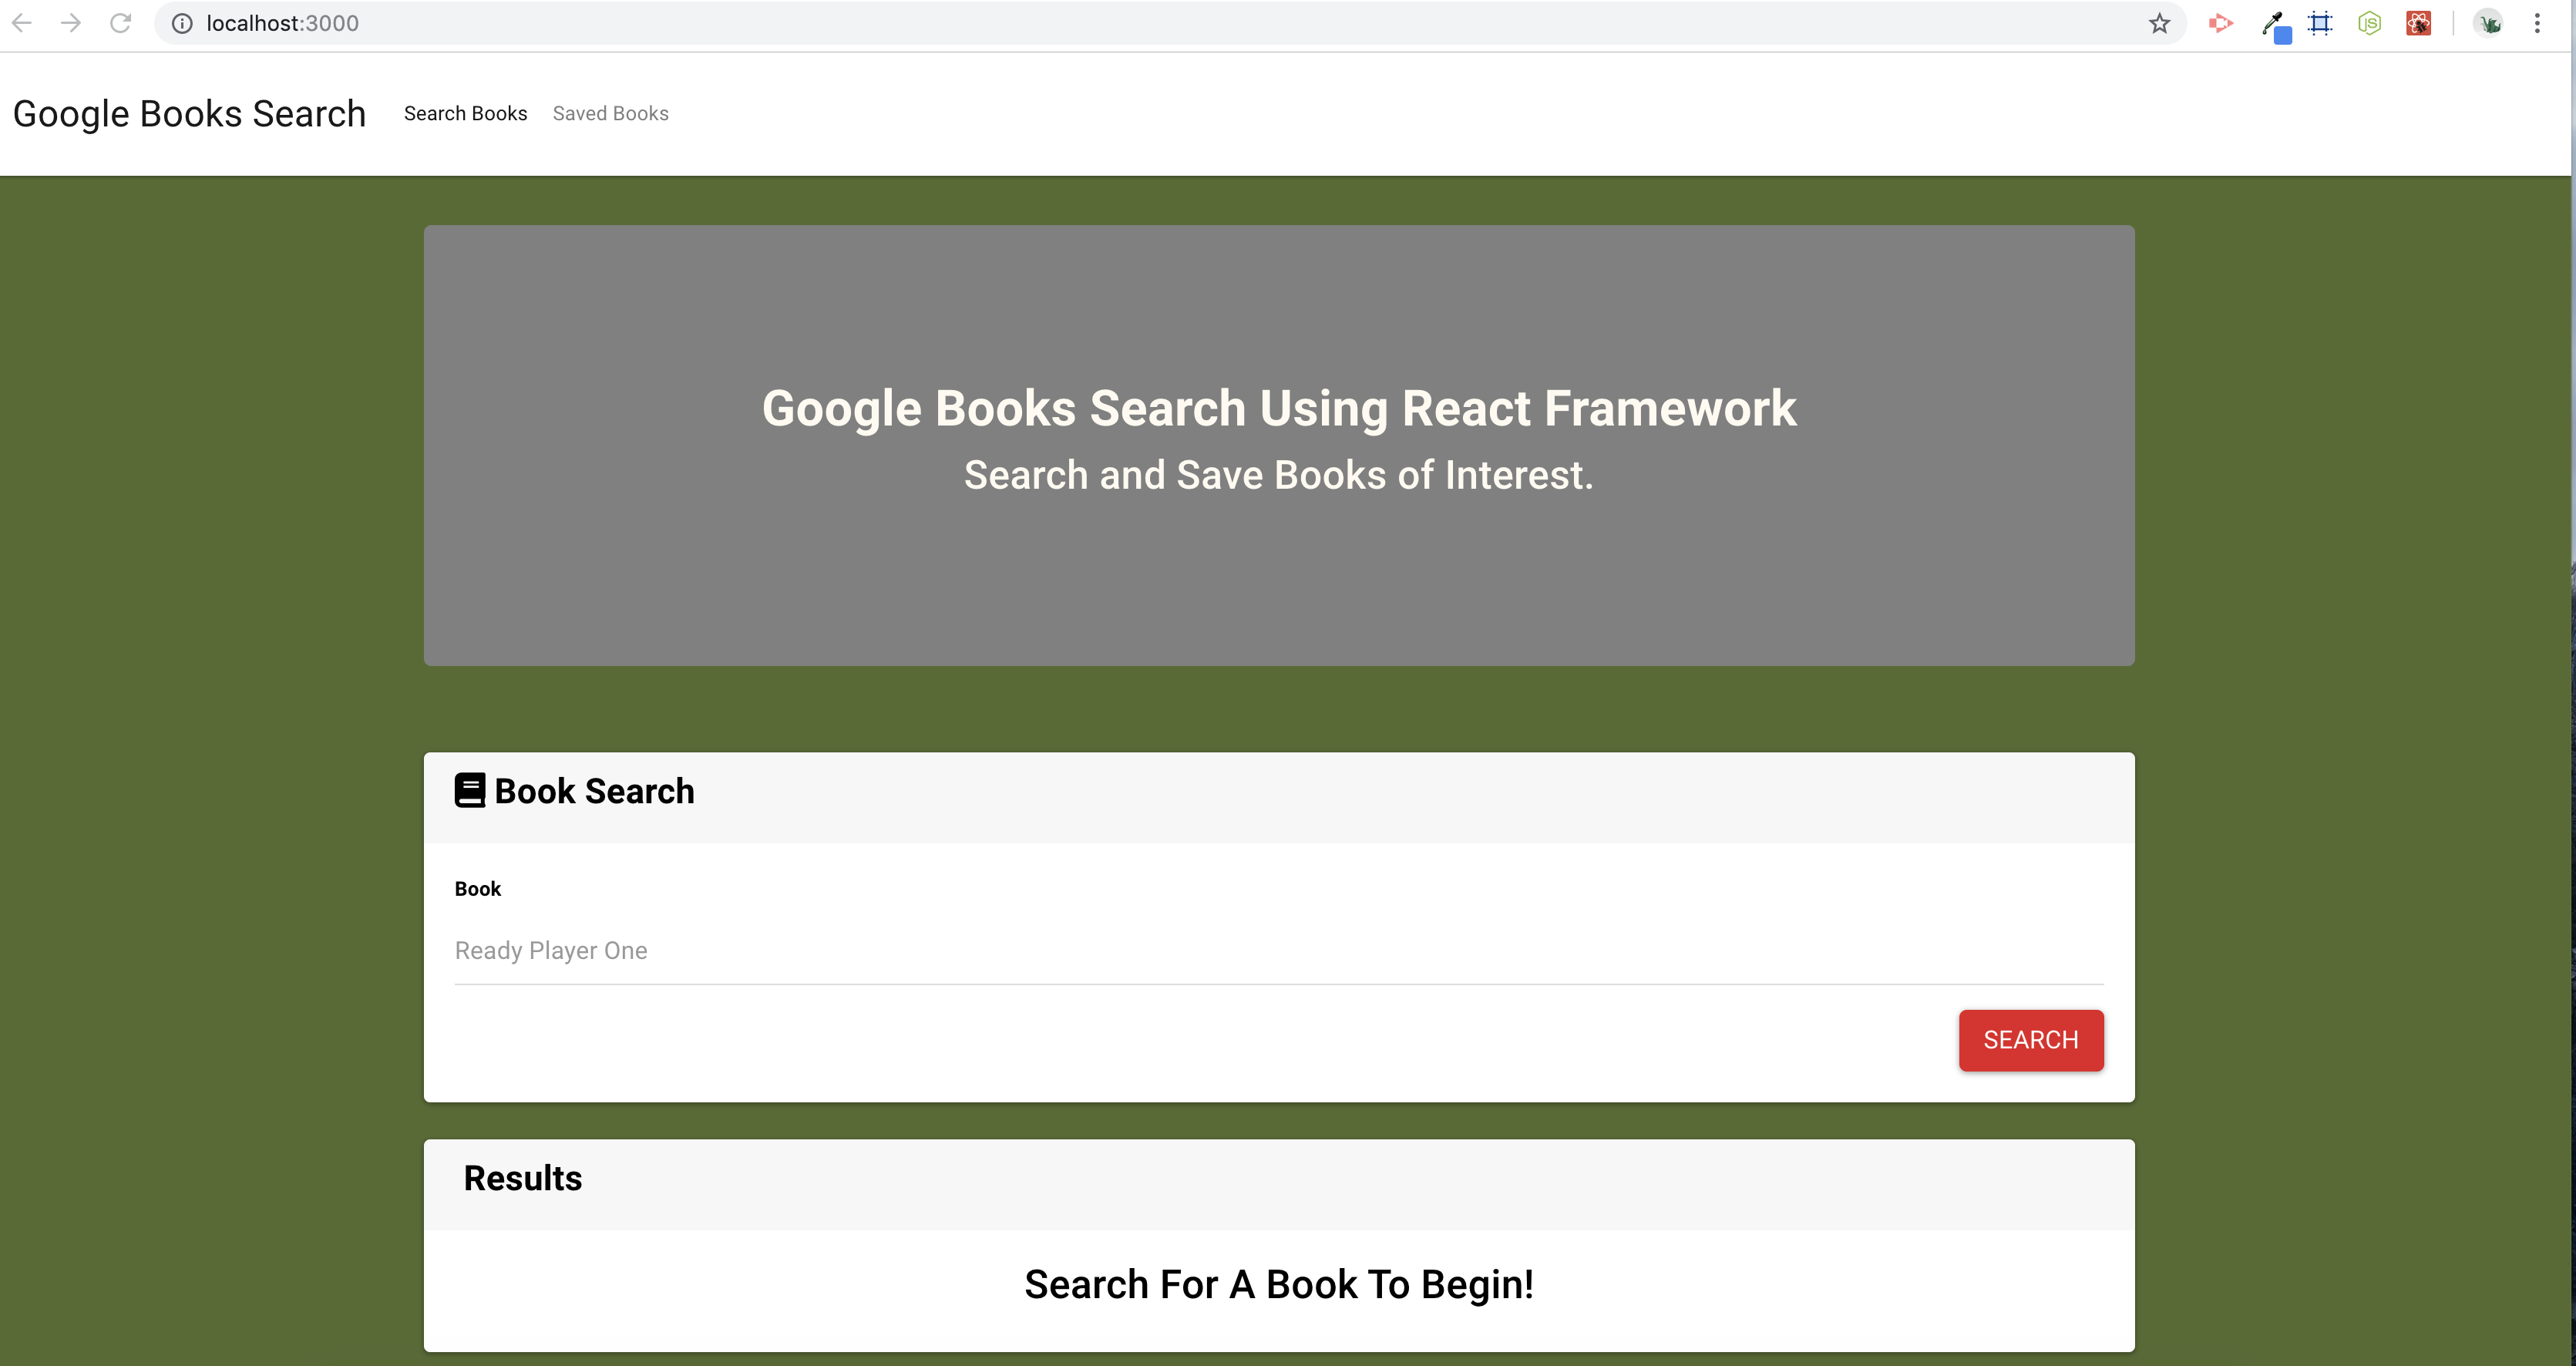 localhost:3000
Google Books Search Search Books Saved Books
Google Books Search Using React Framework
Search and Save Books of Interest.
Book Search
Book
Ready Player One
SEARCH
Results
Search For A Book To Begin!